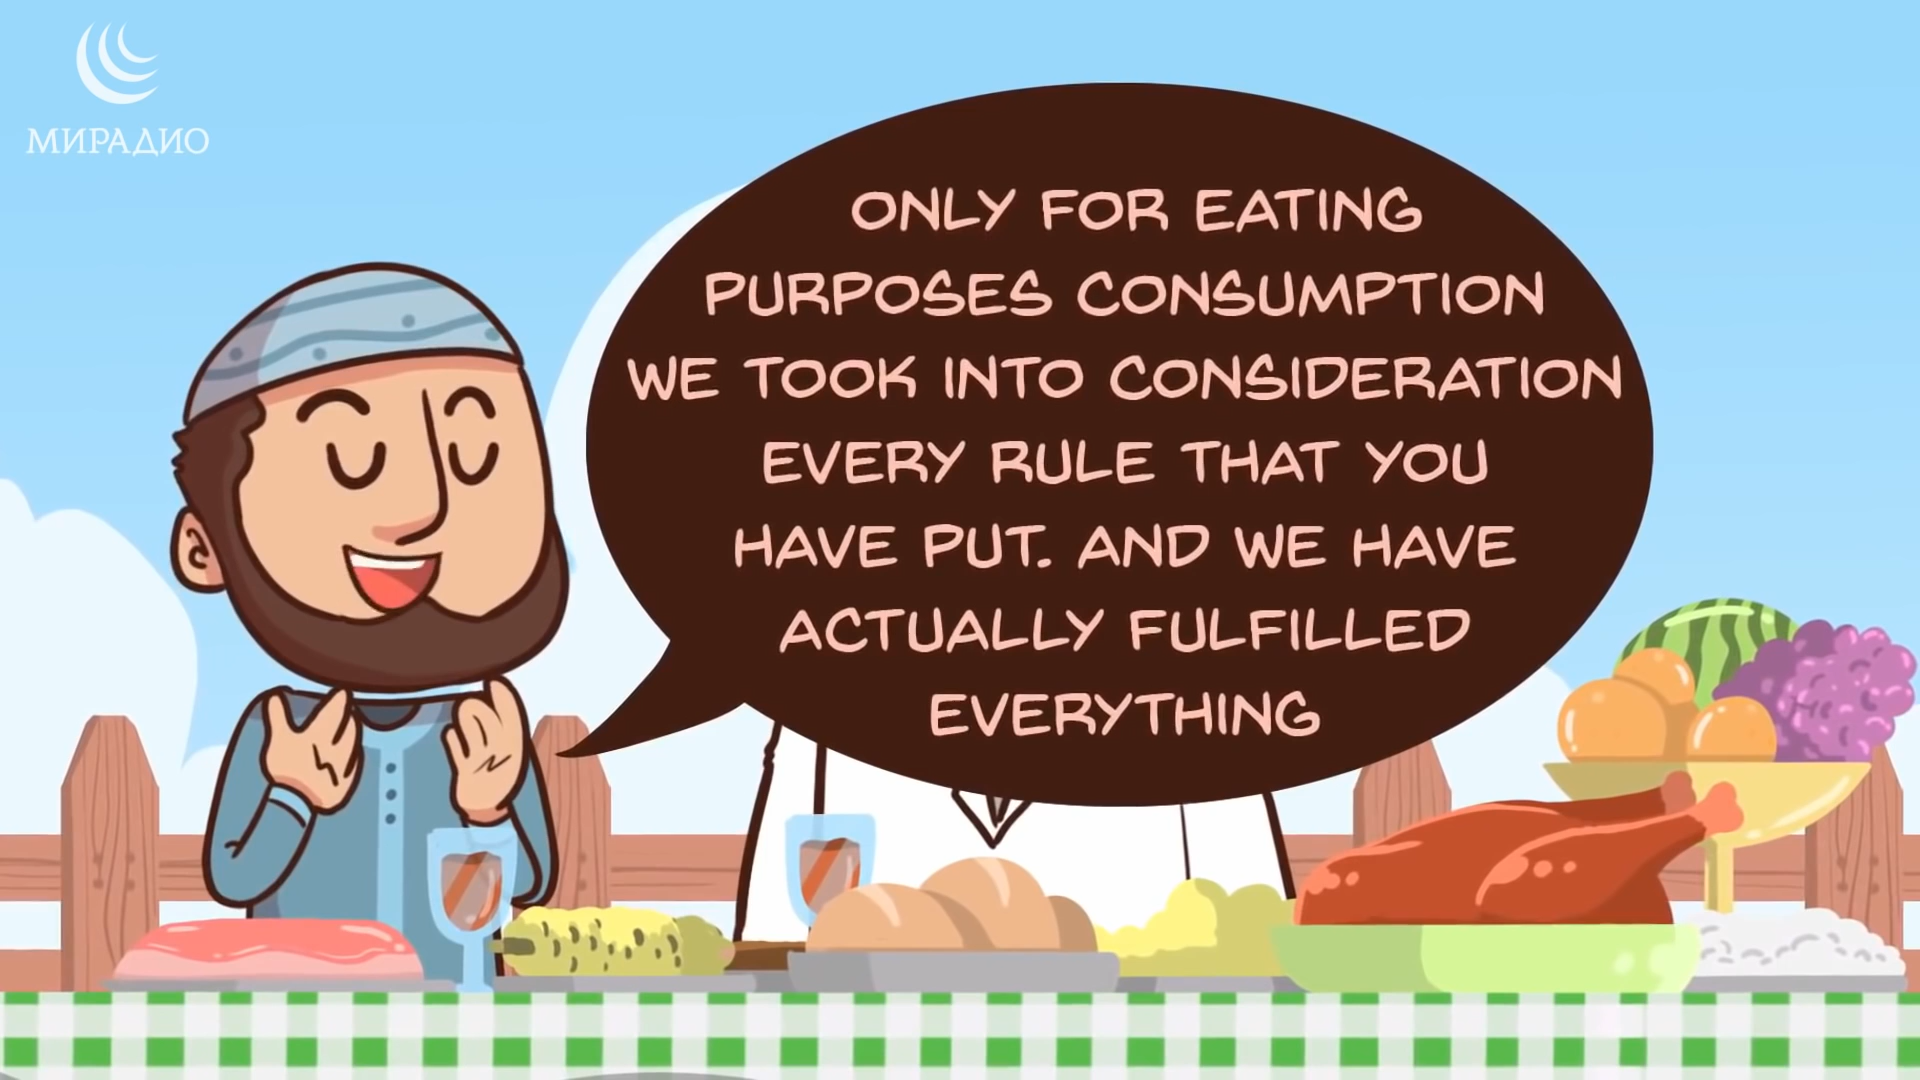 МИРАДИО
ONLY FOR EATING
PURPOSES CONSUMPTION
WE TOOK INTO CONSIDERATION
EVERY RULE THAT YOU
HAVE PUT. AND WE HAVE
ACTUALLY FULFILLED
EVERYTHING